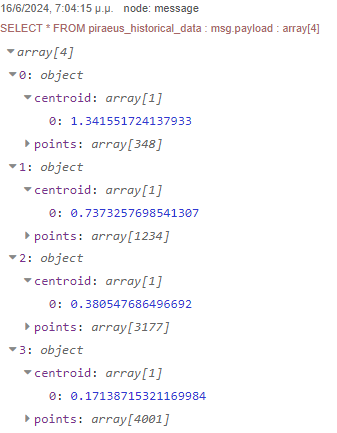 16/6/2024, 7:04:15 μ.μ. node: message
SELECT * FROM piraeus_historical_data : msg.payload : array[4]
array[4]
0: object
centroid: array[1]
0: 1.341551724137933
points: array[348]
1: object
centroid: array[1]
0: 0.7373257698541307
points: array[1234]
2: object
centroid: array[1]
0: 0.380547686496692
points: array[3177]
3: object
centroid: array[1]
0: 0.17138715321169984
points: array[4001]